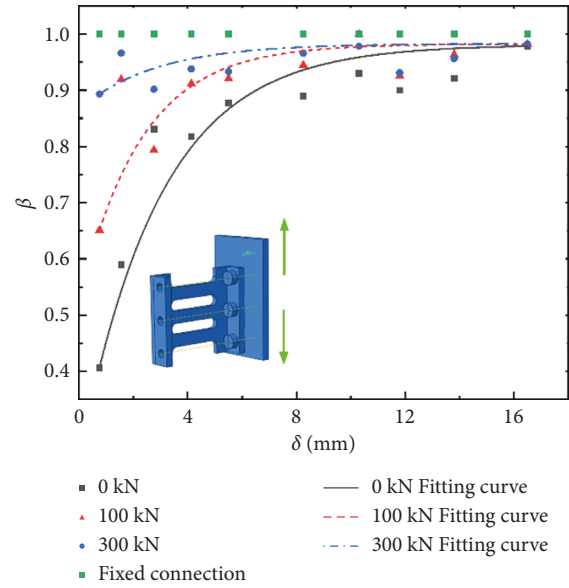 1.0
0.9
0.8
0.7
0.6
0.5
0.4
β
0 4 8 12 16
δ (mm)
0 kN
0 kN Fitting curve
100 kN
100 kN Fitting curve
300 kN
300 kN Fitting curve
Fixed connection